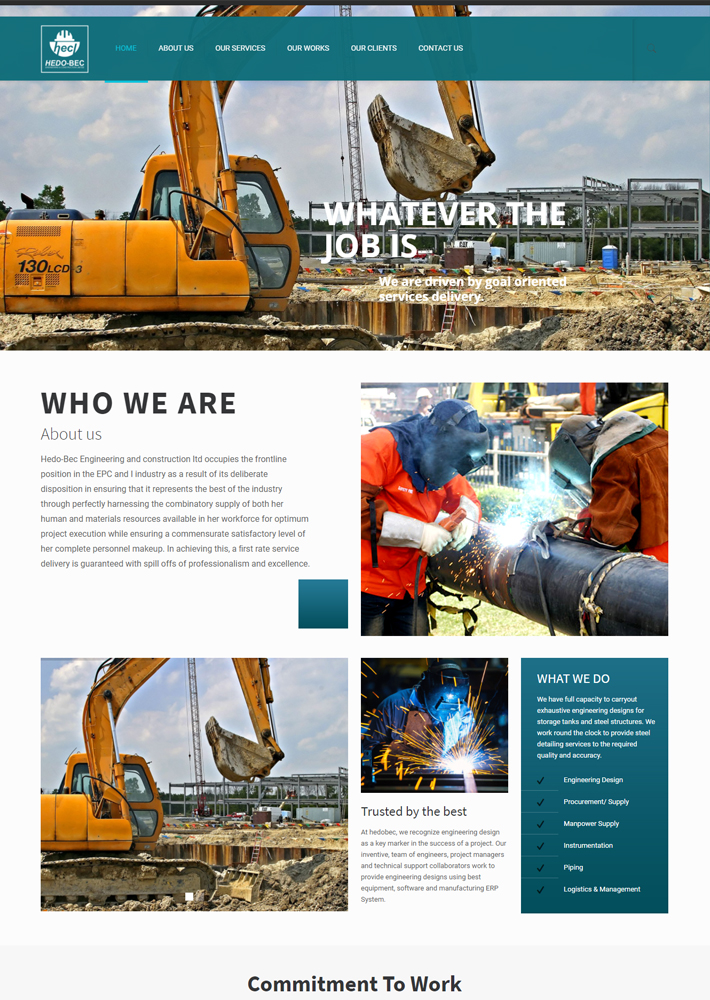 hec
HEDO-BEC
HOME ABOUT US OUR SERVICES OUR WORKS OUR CLIENTS CONTACT US
130LCD-3
WHATEVER THE
JOB IS
We are driven by goal oriented
services delivery.
WHO WE ARE
About us
Hedo-Bec Engineering and construction ltd occupies the frontline
position in the EPC and I industry as a result of its deliberate
disposition in ensuring that it represents the best of the industry
through perfectly harnessing the combinatory supply of both her
human and materials resources available in her workforce for optimum
project execution while ensuring a commensurate satisfactory level of
her complete personnel makeup. In achieving this, a first rate service
delivery is guaranteed with spill offs of professionalism and excellence.
WHAT WE DO
We have full capacity to carryout
exhaustive engineering designs for
storage tanks and steel structures. We
work round the clock to provide steel
detailing services to the required
quality and accuracy.
Engineering Design
Procurement/ Supply
Manpower Supply
Instrumentation
Piping
Logistics & Management
Trusted by the best
At hedobec, we recognize engineering design
as a key marker in the success of a project. Our
inventive, team of engineers, project managers
and technical support collaborators work to
provide engineering designs using best
equipment, software and manufacturing ERP
System.
Commitment To Work